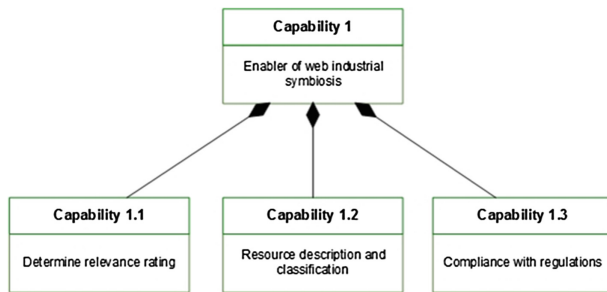 Capability 1
Enabler of web industrial
symbiosis
Capability 1.1
Determine relevance rating
Capability 1.2
Resource description and
classification
Capability 1.3
Compliance with regulations